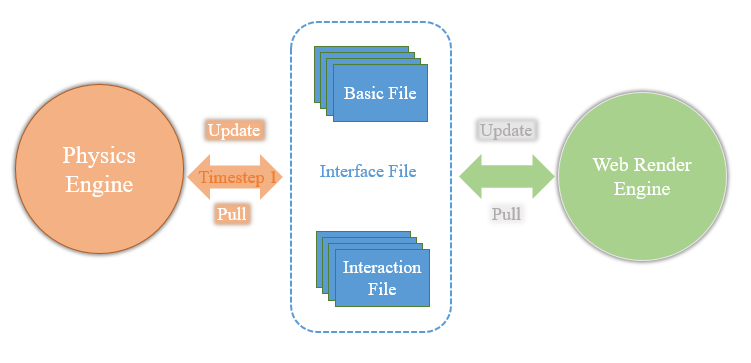 Physics
Engine
Update
Timestep 1
Pull
Basic File
Interface File
Interaction
File
Update
Pull
Web Render
Engine